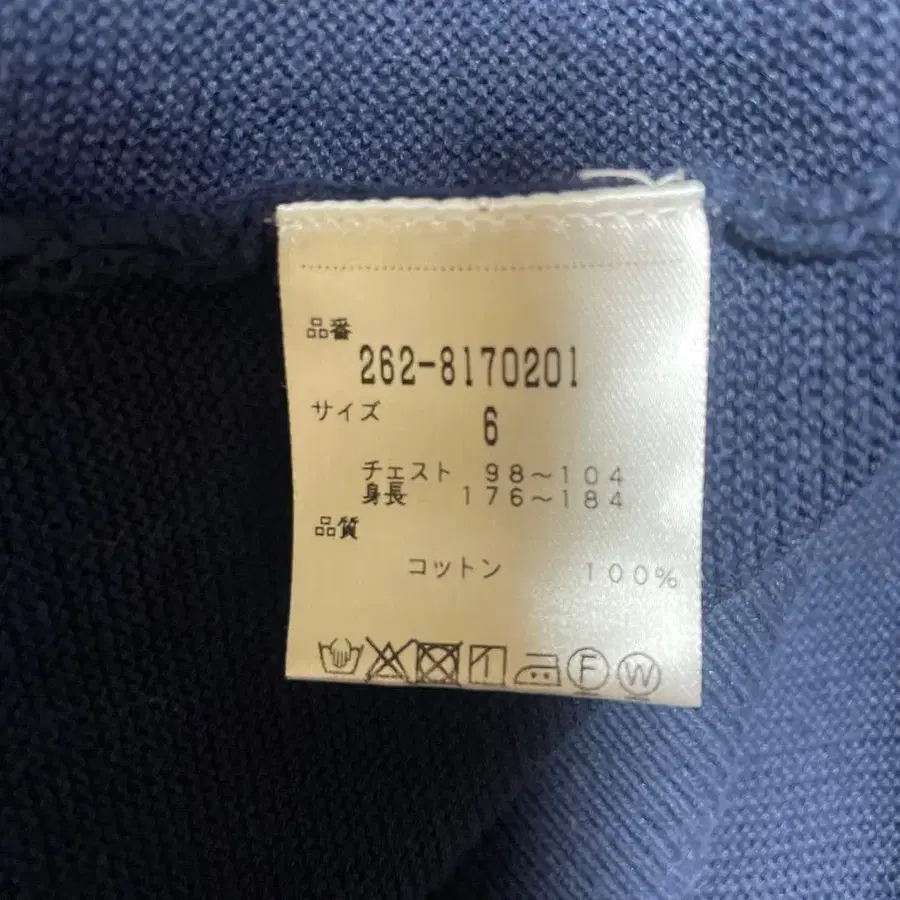 品番
262-8170201
サイズ
6
チェスト 98～104
身長 176～184
品質
コットン 100%
F W